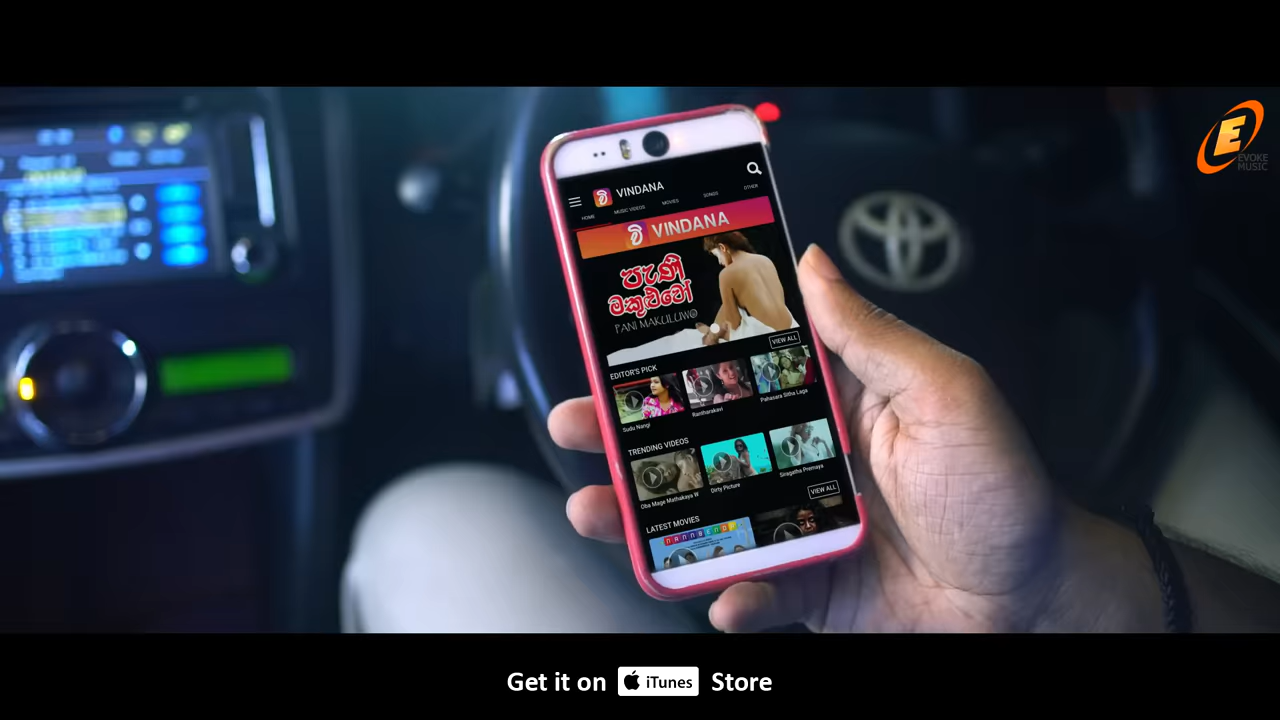 E
EVOKE
MUSIC
VINDANA
HOME MUSIC VIDEOS MOVIES SONGS OTHER
VINDANA
පැණි
මකුළුවෝ
PANI MAKULUWO
VIEW ALL
EDITOR'S PICK
Sudu Nangi Rantharakavi Pahasara Sitha Laga
TRENDING VIDEOS
Oba Mage Mathakaya W Dirty Picture Siragatha Premaya
VIEW ALL
LATEST MOVIES
Get it on iTunes Store